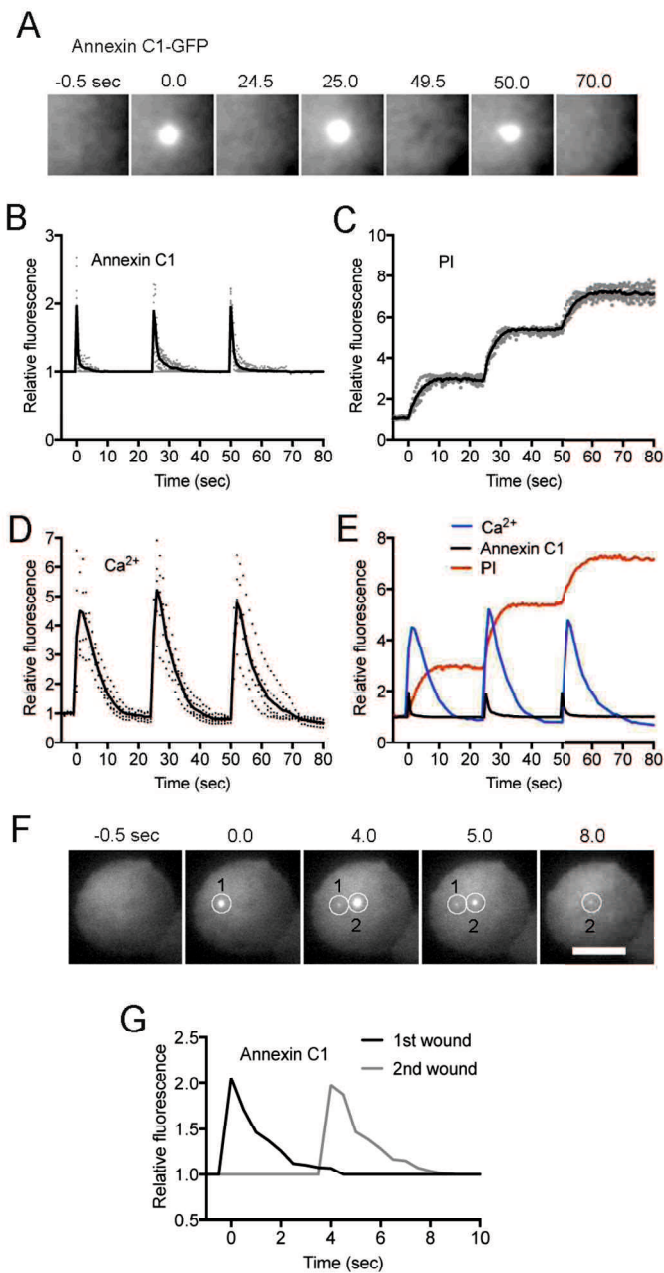 A
Annexin C1-GFP
-0.5 sec 0.0 24.5 25.0 49.5 50.0 70.0
B
Annexin C1
Relative fluorescence
3
2
1
0
0 10 20 30 40 50 60 70 80
Time (sec)
C
PI
Relative fluorescence
10
8
6
4
2
0
0 10 20 30 40 50 60 70 80
Time (sec)
D
Ca2+
Relative fluorescence
7
6
5
4
3
2
1
0
0 10 20 30 40 50 60 70 80
Time (sec)
E
Ca2+
Annexin C1
PI
Relative fluorescence
8
6
4
2
0
0 10 20 30 40 50 60 70 80
Time (sec)
F
-0.5 sec 0.0 4.0 5.0 8.0
1 1 1
2 2 2
G
Annexin C1
1st wound
2nd wound
Relative fluorescence
2.5
2.0
1.5
1.0
0.5
0 2 4 6 8 10
Time (sec)